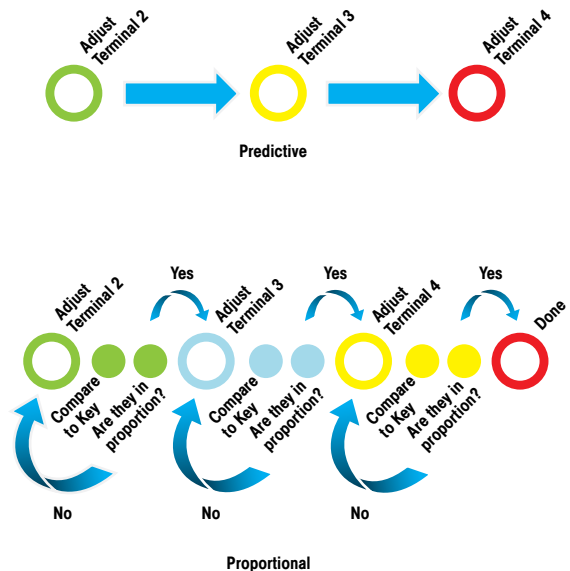 Adjust
Terminal 2
Adjust
Terminal 3
Adjust
Terminal 4
Predictive
Yes
Yes
Yes
Adjust
Terminal 2
Adjust
Terminal 3
Adjust
Terminal 4
Done
Compare
to Key
Are they in
proportion?
Compare
to Key
Are they in
proportion?
Compare
to Key
Are they in
proportion?
No
No
No
Proportional